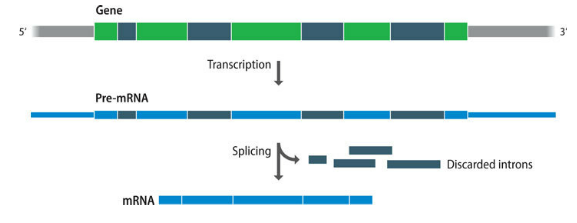 Gene
5' 3'
Transcription
Pre-mRNA
Splicing
Discarded introns
mRNA